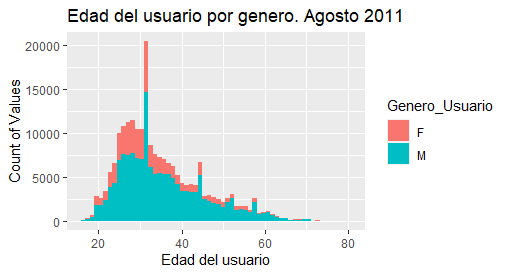 Edad del usuario por genero. Agosto 2011
20000
15000
10000
5000
0
Count of Values
20
40
60
80
Edad del usuario
Genero_Usuario
F
M